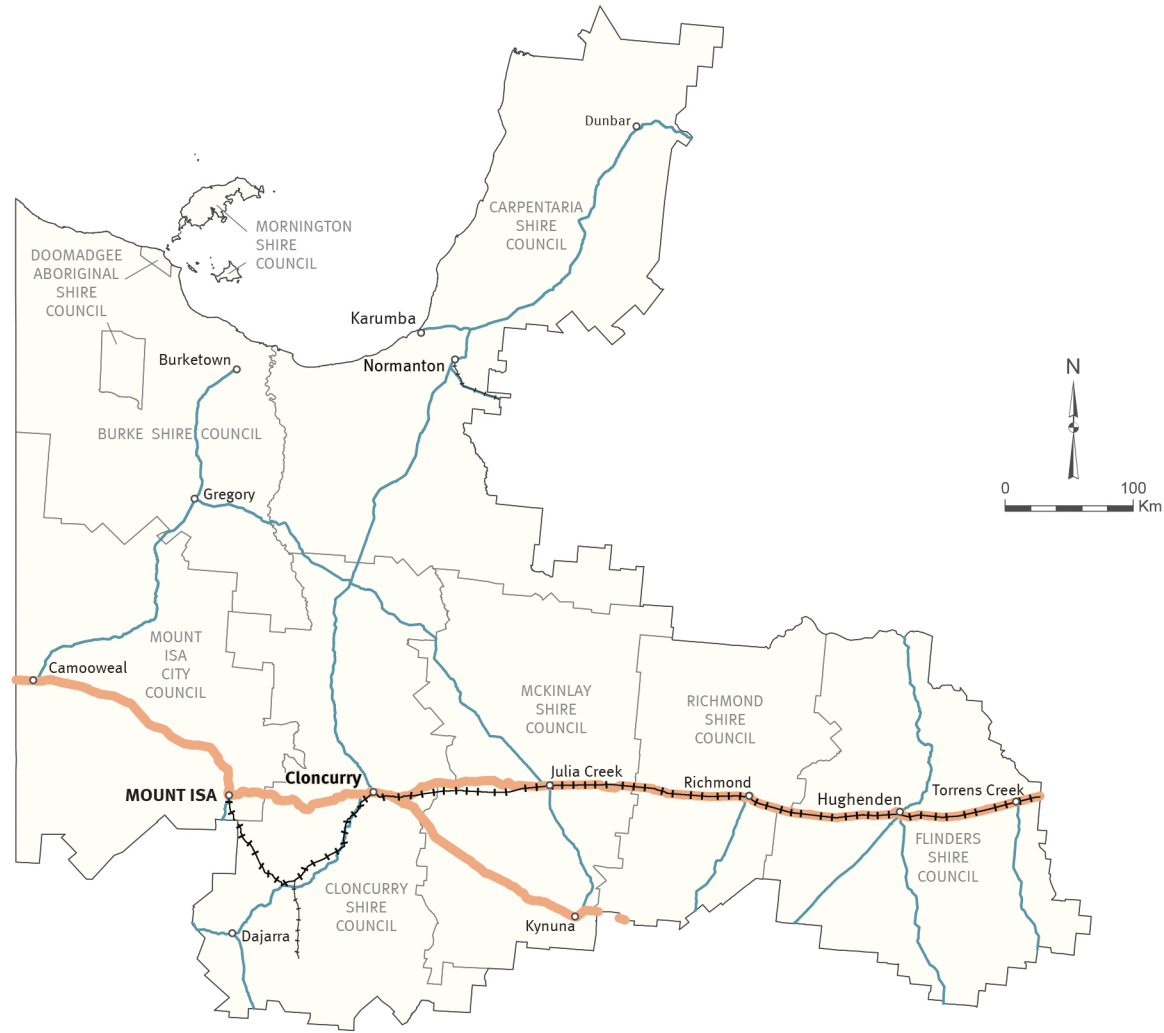 Dunbar
CARPENTARIA
SHIRE
COUNCIL
MORNINGTON
SHIRE
COUNCIL
DOOMADGEE
ABORIGINAL
SHIRE
COUNCIL
Karumba
Burketown
Normanton
N
BURKE SHIRE COUNCIL
0
100
Km
Gregory
MOUNT
ISA
CITY
COUNCIL
Camooweal
MCKINLAY
SHIRE
COUNCIL
RICHMOND
SHIRE
COUNCIL
Cloncurry
Julia Creek
Richmond
MOUNT ISA
Hughenden
Torrens Creek
FLINDERS
SHIRE
COUNCIL
CLONCURRY
SHIRE
COUNCIL
Kynuna
Dajarra